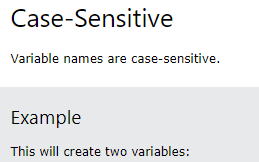 Case-Sensitive
Variable names are case-sensitive.
Example
This will create two variables: